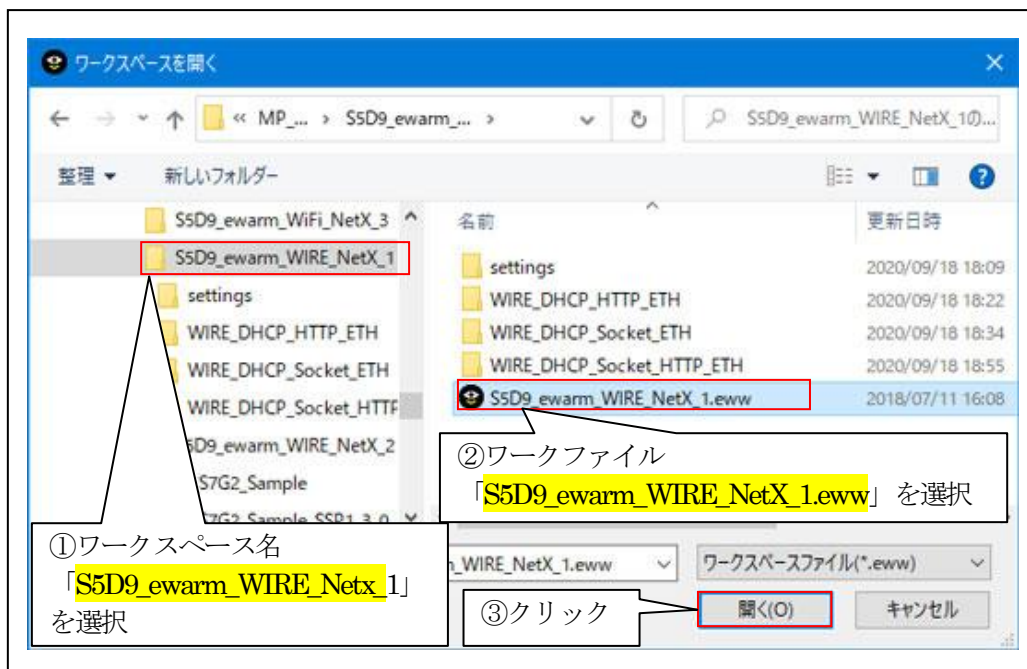 ワークスペースを開く
« MP_... › S5D9_ewarm_... ›
S5D9_ewarm_WIRE_NetX_1の...
整理
新しいフォルダー
S5D9_ewarm_WiFi_NetX_3
S5D9_ewarm_WIRE_NetX_1
settings
WIRE_DHCP_HTTP_ETH
WIRE_DHCP_Socket_ETH
WIRE_DHCP_Socket_HTTP
5D9_ewarm_WIRE_NetX_2
S7G2_Sample
S7G2_Sample_SSP1_3_0
名前 更新日時
settings 2020/09/18 18:09
WIRE_DHCP_HTTP_ETH 2020/09/18 18:22
WIRE_DHCP_Socket_ETH 2020/09/18 18:34
WIRE_DHCP_Socket_HTTP_ETH 2020/09/18 18:55
S5D9_ewarm_WIRE_NetX_1.eww 2018/07/11 16:08
②ワークファイル
「S5D9_ewarm_WIRE_NetX_1.eww」を選択
①ワークスペース名
「S5D9_ewarm_WIRE_Netx_1」
を選択
_WIRE_NetX_1.eww
ワークスペースファイル(*.eww)
③クリック
開く(O)
キャンセル